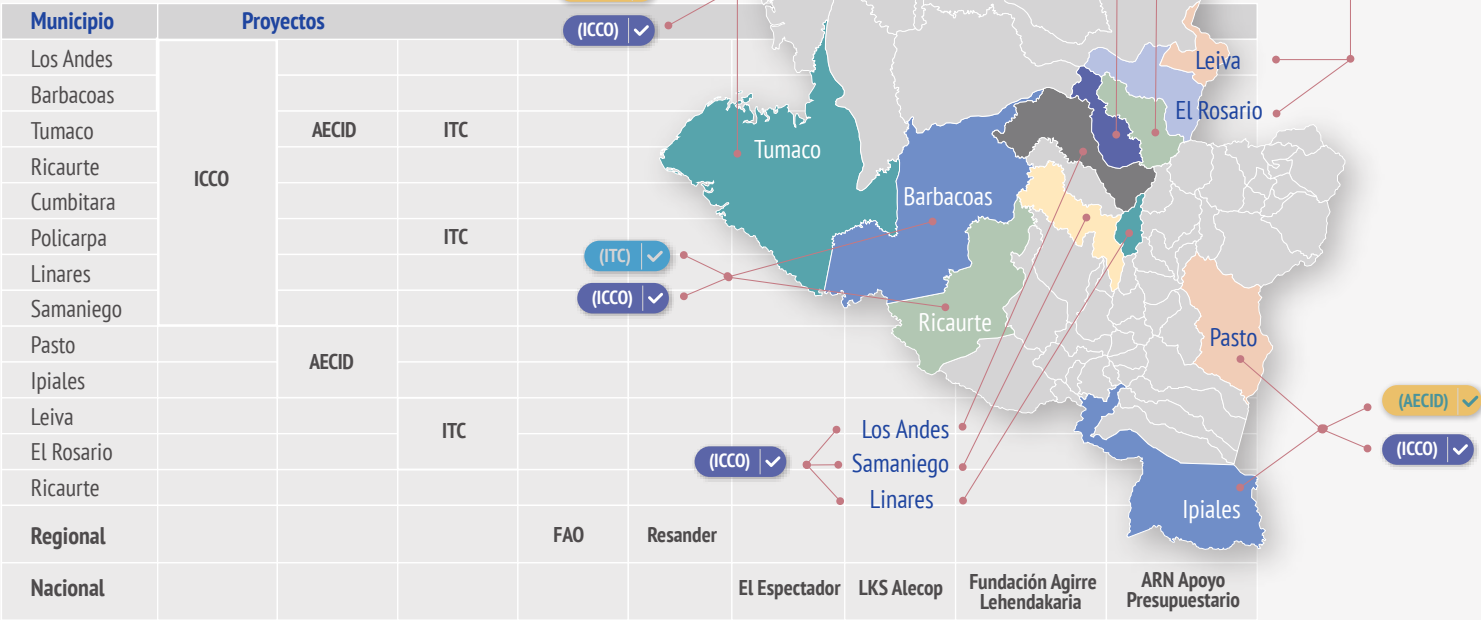 Municipio Proyectos
Los Andes
Barbacoas
Tumaco
Ricaurte
Cumbitara
Policarpa
Linares
Samaniego
Pasto
Ipiales
Leiva
El Rosario
Ricaurte
Regional
Nacional
ICCO
AECID
ITC
ITC
AECID
ITC
FAO
Resander
El Espectador
LKS Alecop
Fundación Agirre
Lehendakaria
ARN Apoyo
Presupuestario
(ICCO)
Leiva
El Rosario
Tumaco
Barbacoas
(ITC)
(ICCO)
Ricaurte
Pasto
(AECID)
(ICCO)
Los Andes
(ICCO)
Samaniego
Linares
Ipiales